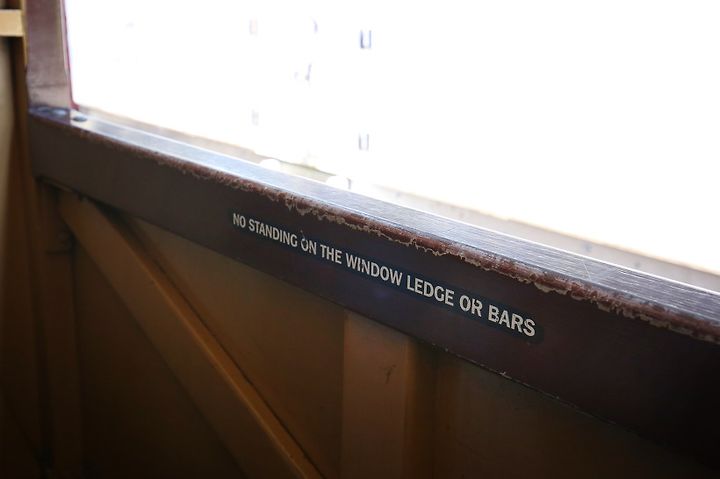 NO STANDING ON THE WINDOW LEDGE OR BARS